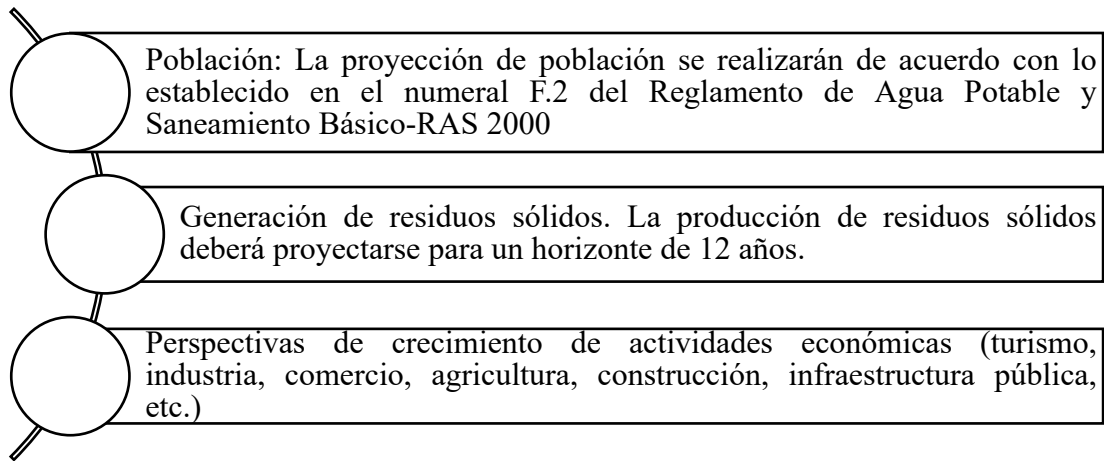 Población: La proyección de población se realizarán de acuerdo con lo
establecido en el numeral F.2 del Reglamento de Agua Potable y
Saneamiento Básico-RAS 2000
Generación de residuos sólidos. La producción de residuos sólidos
deberá proyectarse para un horizonte de 12 años.
Perspectivas de crecimiento de actividades económicas (turismo,
industria, comercio, agricultura, construcción, infraestructura pública,
etc.)